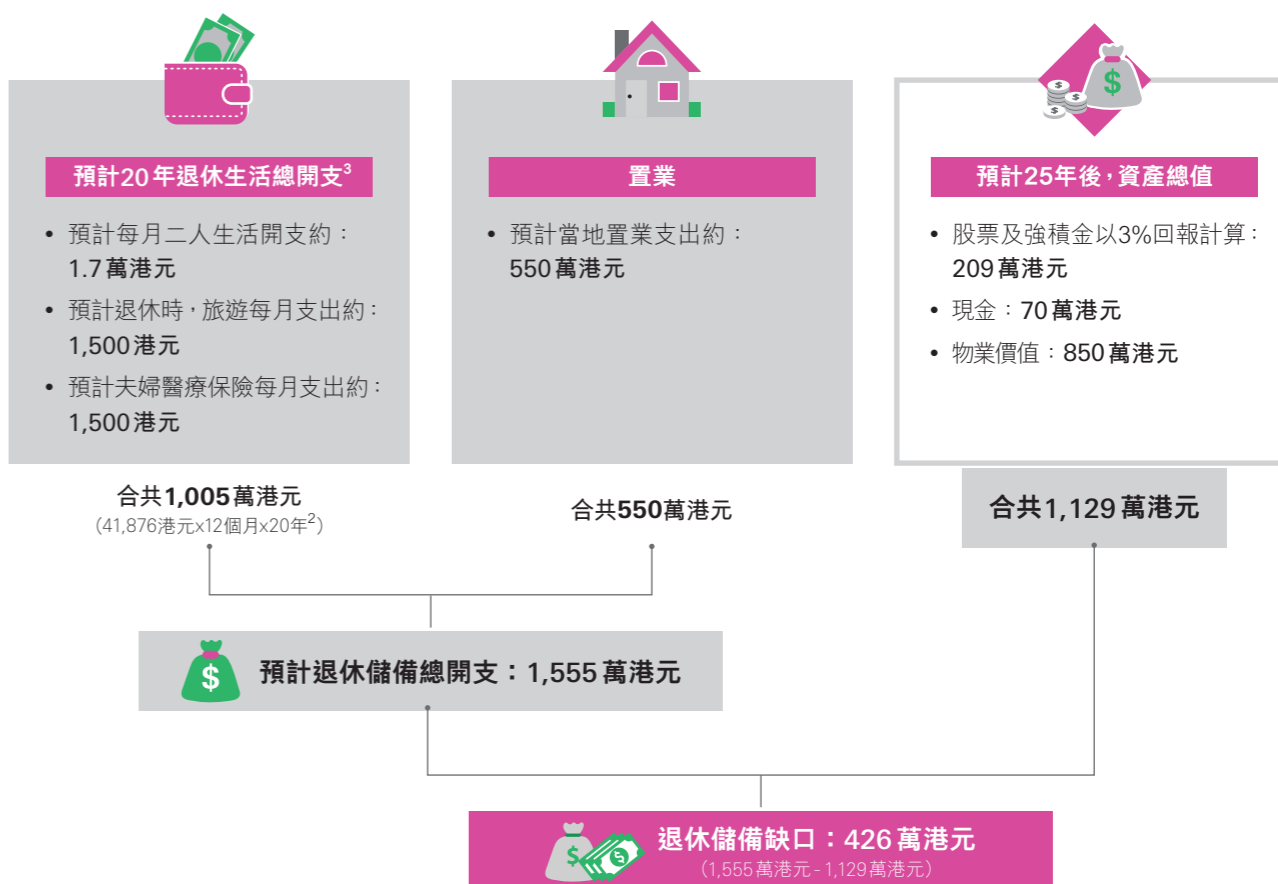 預計20年退休生活總開支3
• 預計每月二人生活開支約：
1.7萬港元
• 預計退休時，旅遊每月支出約：
1,500港元
• 預計夫婦醫療保險每月支出約：
1,500港元
合共1,005萬港元
（41,876港元x12個月x20年2）
置業
• 預計當地置業支出約：
550萬港元
合共550萬港元
$
$
$
$
預計25年後，資產總值
• 股票及強積金以3%回報計算：
209萬港元
• 現金：70萬港元
• 物業價值：850萬港元
合共1,129萬港元
$
預計退休儲備總開支：1,555萬港元
$
$
退休儲備缺口：426萬港元
（1,555萬港元 - 1,129萬港元）